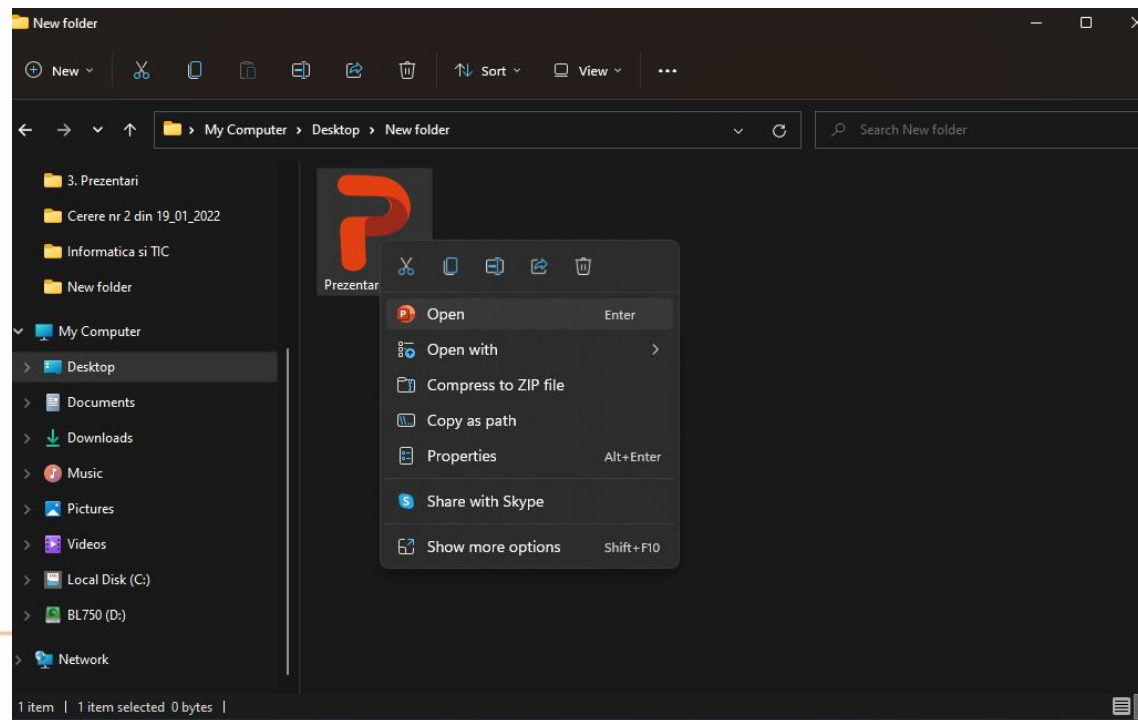 New folder
New
Sort
View
My Computer > Desktop > New folder
Search New folder
3. Prezentari
Cerere nr 2 din 19_01_2022
Informatica si TIC
New folder
My Computer
Desktop
Documents
Downloads
Music
Pictures
Videos
Local Disk (C:)
BL750 (D:)
Network
Prezentar
Open Enter
Open with
Compress to ZIP file
Copy as path
Properties Alt+Enter
Share with Skype
Show more options Shift+F10
1 item | 1 item selected 0 bytes |